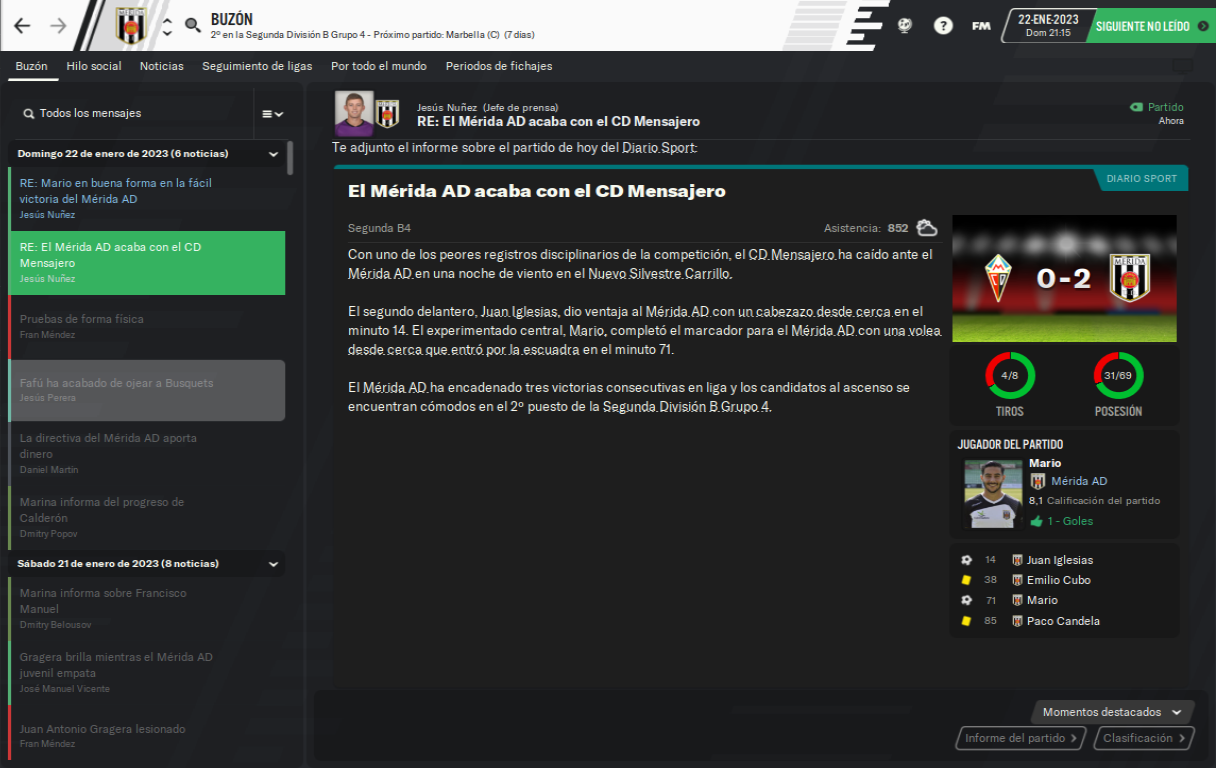 BUZÓN
2º en la Segunda División B Grupo 4 - Próximo partido: Marbella (C) (7 días)
FM
22-ENE-2023
Dom 21:15
SIGUIENTE NO LEÍDO
Buzón
Hilo social
Noticias
Seguimiento de ligas
Por todo el mundo
Periodos de fichajes
Todos los mensajes
Domingo 22 de enero de 2023 (6 noticias)
RE: Mario en buena forma en la fácil
victoria del Mérida AD
Jesús Nuñez
RE: El Mérida AD acaba con el CD
Mensajero
Jesús Nuñez
Pruebas de forma física
Fran Méndez
Fafú ha acabado de ojear a Busquets
Jesús Perera
La directiva del Mérida AD aporta
dinero
Daniel Martín
Marina informa del progreso de
Calderón
Dmitry Popov
Sábado 21 de enero de 2023 (8 noticias)
Marina informa sobre Francisco
Manuel
Dmitry Belousov
Gragera brilla mientras el Mérida AD
juvenil empata
José Manuel Vicente
Juan Antonio Gragera lesionado
Fran Méndez
Jesús Nuñez (Jefe de prensa)
RE: El Mérida AD acaba con el CD Mensajero
Partido
Ahora
Te adjunto el informe sobre el partido de hoy del Diario Sport:
DIARIO SPORT
El Mérida AD acaba con el CD Mensajero
Segunda B4
Asistencia: 852
Con uno de los peores registros disciplinarios de la competición, el CD Mensajero ha caído ante el
Mérida AD en una noche de viento en el Nuevo Silvestre Carrillo.
El segundo delantero, Juan Iglesias, dio ventaja al Mérida AD con un cabezazo desde cerca en el
minuto 14. El experimentado central, Mario, completó el marcador para el Mérida AD con una volea
desde cerca que entró por la escuadra en el minuto 71.
El Mérida AD ha encadenado tres victorias consecutivas en liga y los candidatos al ascenso se
encuentran cómodos en el 2º puesto de la Segunda División B Grupo 4.
0-2
MÉRIDA
4/8
TIROS
31/69
POSESIÓN
JUGADOR DEL PARTIDO
Mario
Mérida AD
8,1 Calificación del partido
1 - Goles
14 Juan Iglesias
38 Emilio Cubo
71 Mario
85 Paco Candela
Momentos destacados
Informe del partido
Clasificación